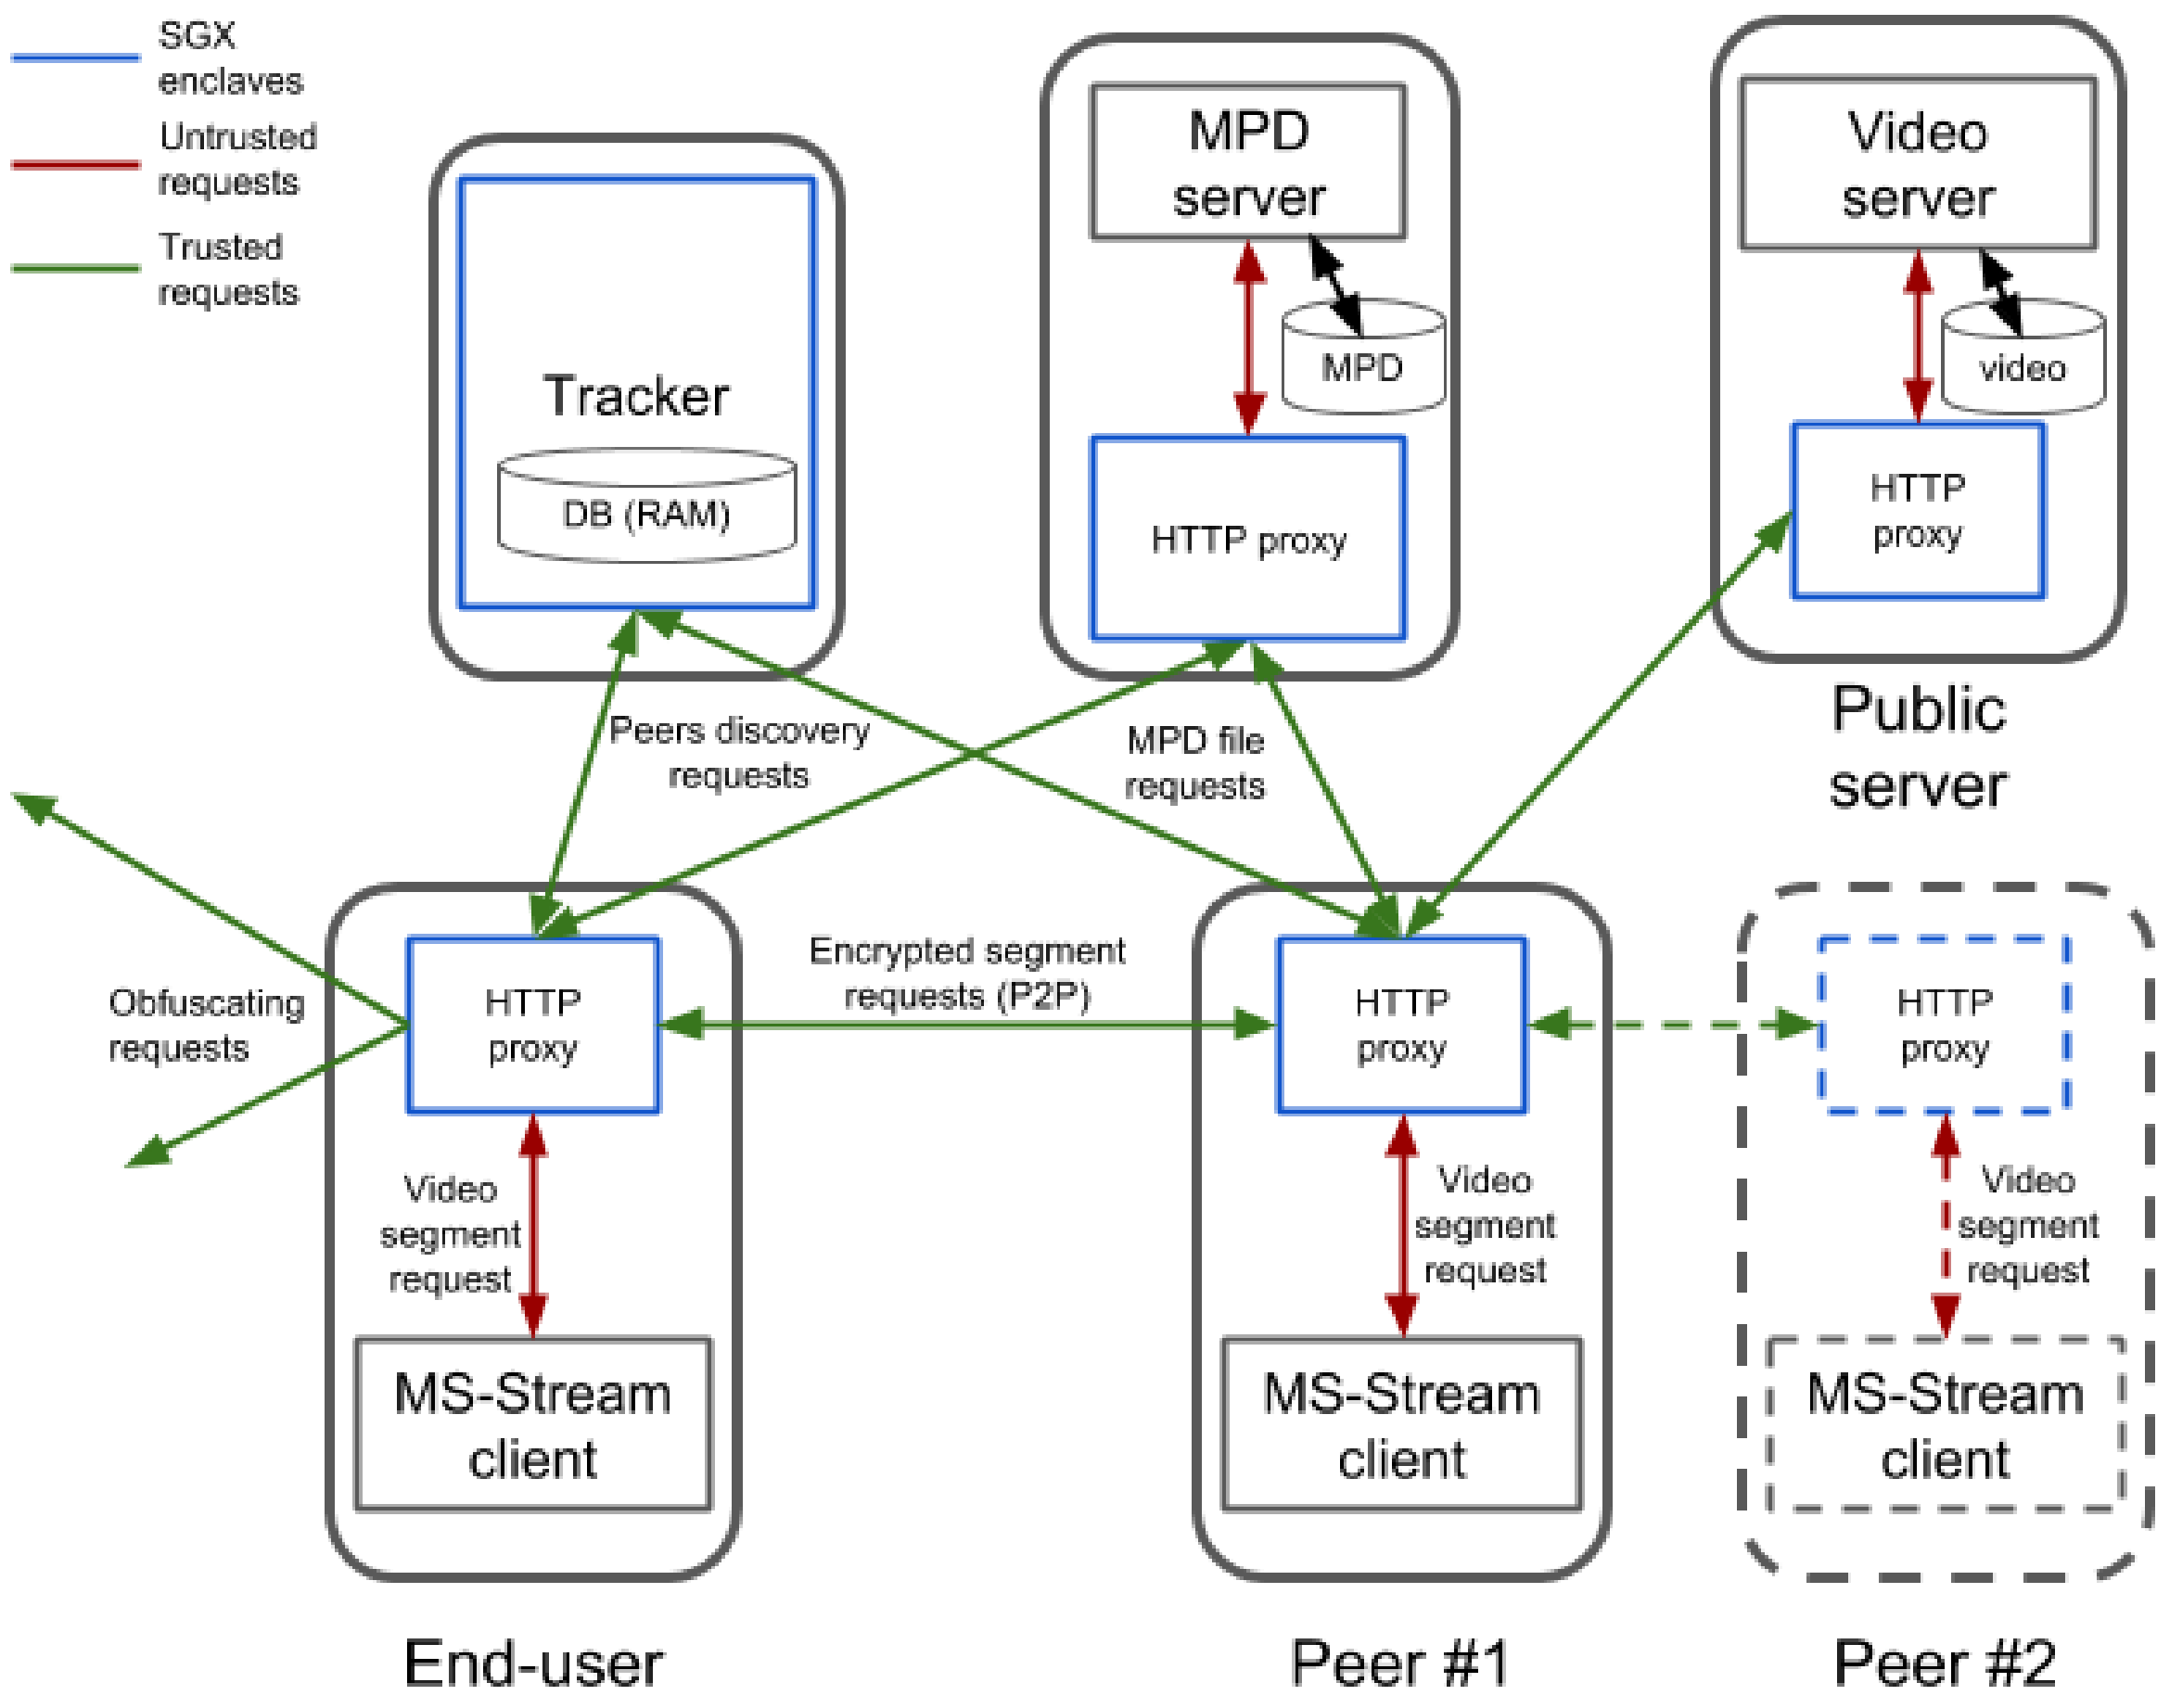 SGX
enclaves
Untrusted
requests
Trusted
requests
Tracker
DB (RAM)
MPD
server
MPD
HTTP proxy
Video
server
video
HTTP
proxy
Public
server
Peers discovery
requests
MPD file
requests
Obfuscating
requests
HTTP
proxy
Encrypted segment
requests (P2P)
HTTP
proxy
HTTP
proxy
Video
segment
request
Video
segment
request
Video
segment
request
MS-Stream
client
MS-Stream
client
MS-Stream
client
End-user
Peer #1
Peer #2